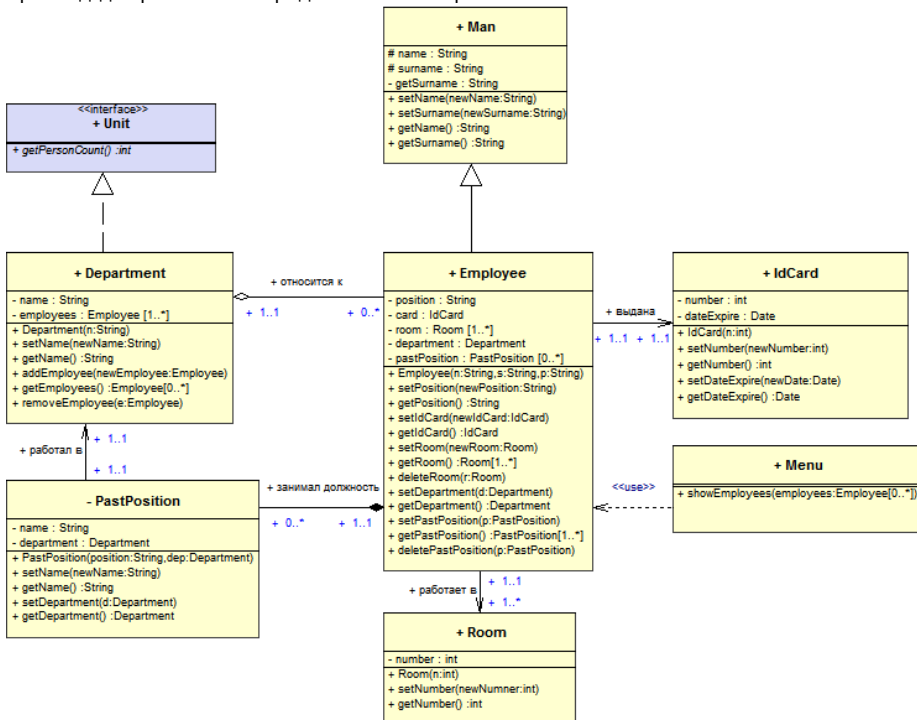 + Man
# name : String
# surname : String
- getSurname : String
+ setName(newName:String)
+ setSurname(newSurname:String)
+ getName() :String
+ getSurname() :String
<<interface>>
+ Unit
+ getPersonCount() :int
+ Department
- name : String
- employees : Employee [1..*]
+ Department(n:String)
+ setName(newName:String)
+ getName() :String
+ addEmployee(newEmployee:Employee)
+ getEmployees() :Employee[0..*]
+ removeEmployee(e:Employee)
+ относится к
+ 1..1
+ 0..*
+ Employee
- position : String
- card : IdCard
- room : Room [1..*]
- department : Department
- pastPosition : PastPosition [0..*]
+ Employee(n:String,s:String,p:String)
+ setPosition(newPosition:String)
+ getPosition() :String
+ setIdCard(newIdCard:IdCard)
+ getIdCard() :IdCard
+ setRoom(newRoom:Room)
+ getRoom() :Room[1..*]
+ deleteRoom(r:Room)
+ setDepartment(d:Department)
+ getDepartment() :Department
+ setPastPosition(p:PastPosition)
+ getPastPosition() :PastPosition[1..*]
+ deletePastPosition(p:PastPosition)
+ выдана
+ 1..1
+ 1..1
+ IdCard
- number : int
- dateExpire : Date
+ IdCard(n:int)
+ setNumber(newNumber:int)
+ getNumber() :int
+ setDateExpire(newDate:Date)
+ getDateExpire() :Date
+ 1..1
+ работал в
+ 1..1
- PastPosition
- name : String
- department : Department
+ PastPosition(position:String,dep:Department)
+ setName(newName:String)
+ getName() :String
+ setDepartment(d:Department)
+ getDepartment() :Department
+ занимал должность
+ 0..*
+ 1..1
<<use>>
+ Menu
+ showEmployees(employees:Employee[0..*])
+ 1..1
+ работает в
+ 1..*
+ Room
- number : int
+ Room(n:int)
+ setNumber(newNumner:int)
+ getNumber() :int